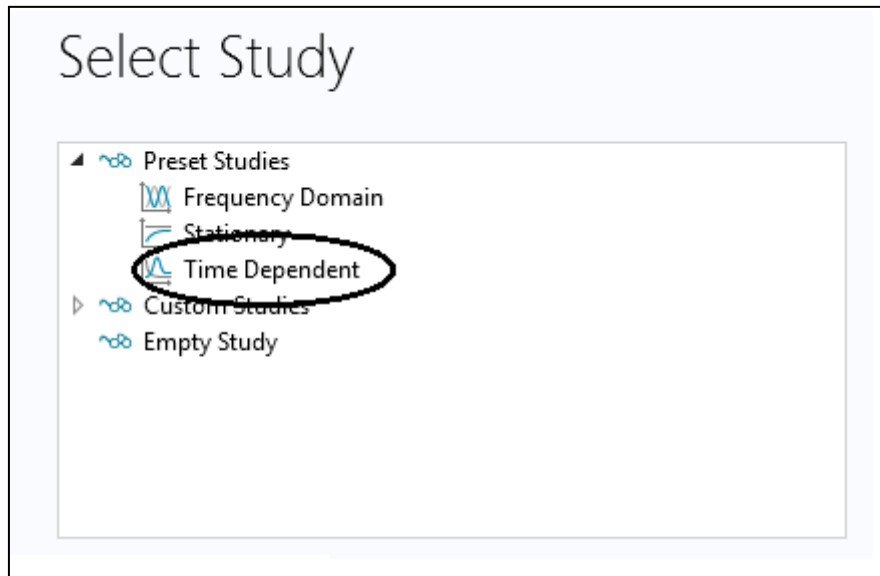 Select Study
Preset Studies
Frequency Domain
Stationary
Time Dependent
Custom Studies
Empty Study